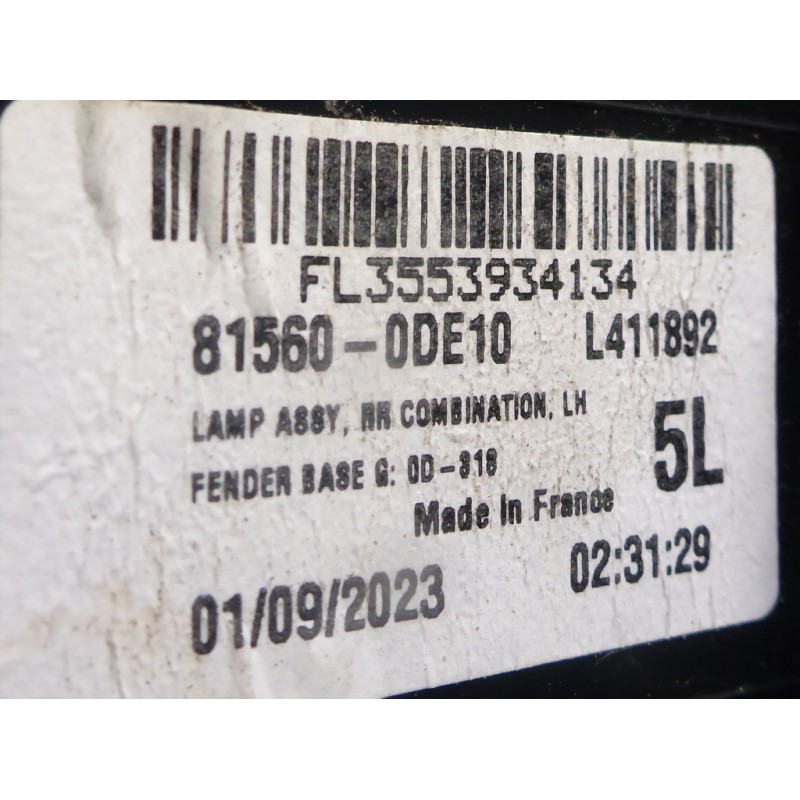 FL3553934134
81560-0DE10 L411892
LAMP ASSY, RR COMBINATION, LH
FENDER BASE G: 0D-818 5L
Made In France
01/09/2023 02:31:29